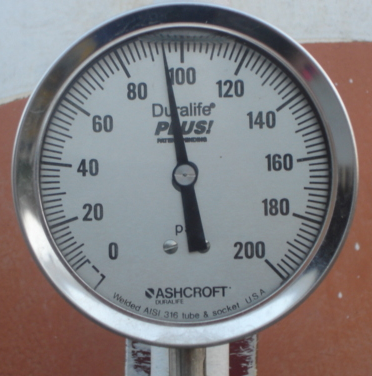 80 100 120
60 140
40 160
20 180
0 200
Duralife®
PLUS!
ASHCROFT®
DURALIFE
Welded AISI 316 tube & socket U.S.A.